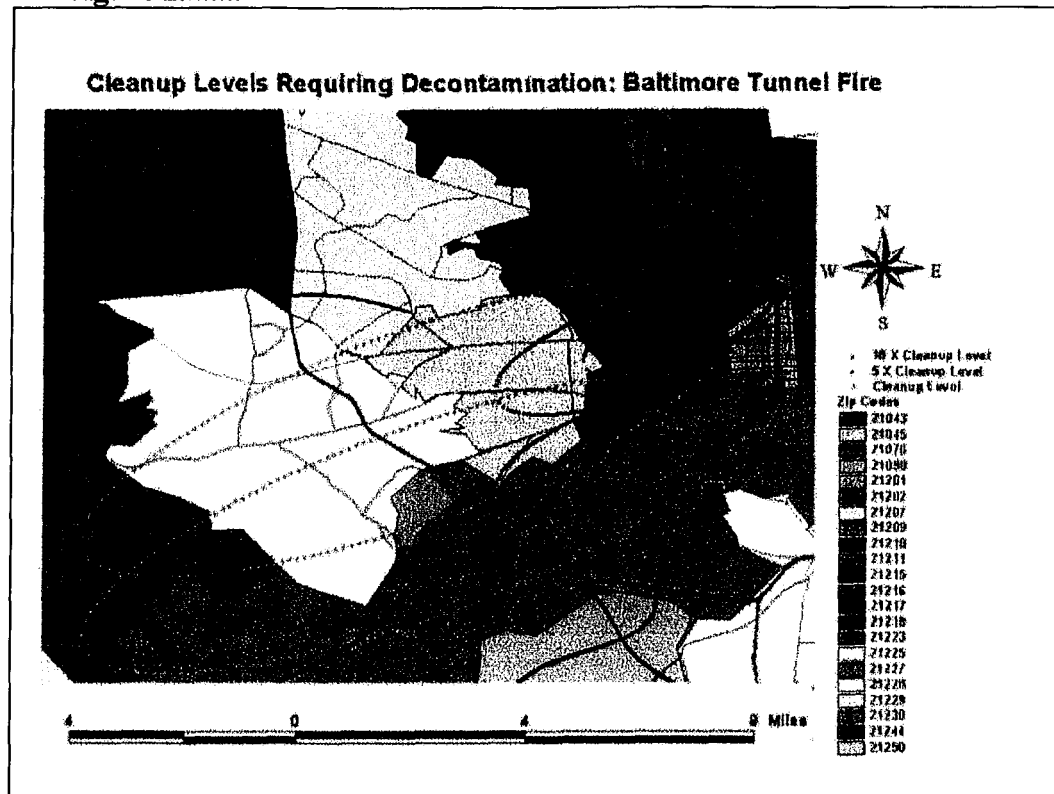 Cleanup Levels Requiring Decontamination: Baltimore Tunnel Fire
N
W E
S
10 X Cleanup Level
5 X Cleanup Level
Cleanup Level
Zip Codes
21043
21045
21078
21090
21201
21202
21207
21209
21210
21211
21215
21216
21217
21218
21223
21225
21227
21228
21229
21230
21244
21250
4 0 4 8 Miles